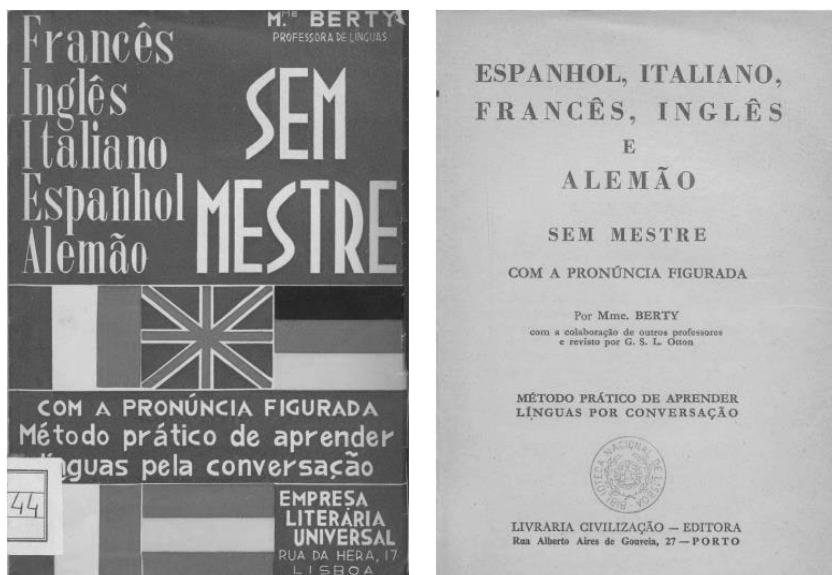 Francês
Inglês
Italiano
Espanhol
Alemão
M.ME BERTY
PROFESSORA DE LÍNGUAS
SEM
MESTRE
COM A PRONÚNCIA FIGURADA
Método prático de aprender
línguas pela conversação
44
EMPRESA
LITERÁRIA
UNIVERSAL
RUA DA HERA, 17
LISBOA
ESPANHOL, ITALIANO,
FRANCÊS, INGLÊS
E
ALEMÃO
SEM MESTRE
COM A PRONÚNCIA FIGURADA
Por Mme. BERTY
com a colaboração de outros professores
e revisto por G. S. L. Otton
MÉTODO PRÁTICO DE APRENDER
LÍNGUAS POR CONVERSAÇÃO
BIBLIOTECA NACIONAL DE LISBOA
LIVRARIA CIVILIZAÇÃO — EDITORA
Rua Alberto Aires de Gouveia, 27 — PORTO